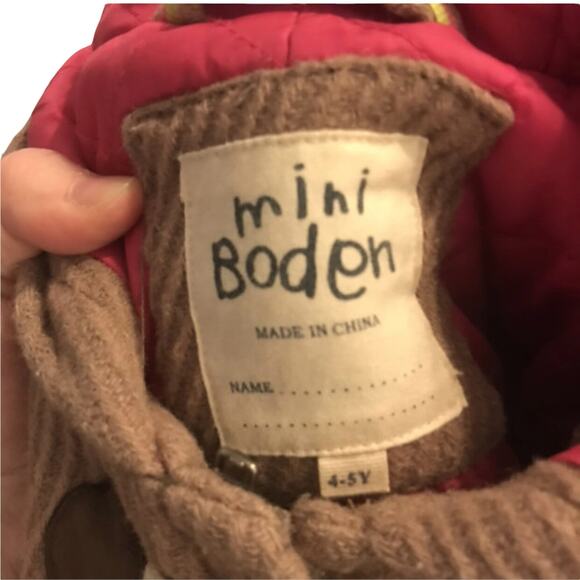 mini
Boden
MADE IN CHINA
NAME..................
..........................
4-5Y